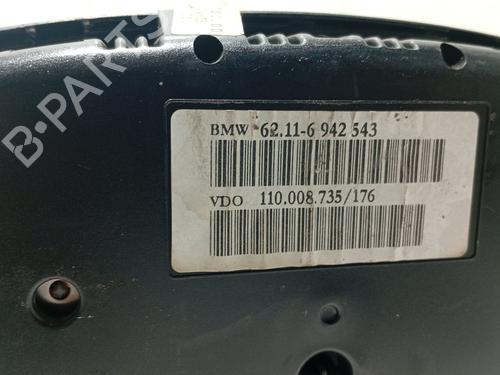 B-PARTS
BMW 62.11-6 942 543
VDO 110.008.735/176